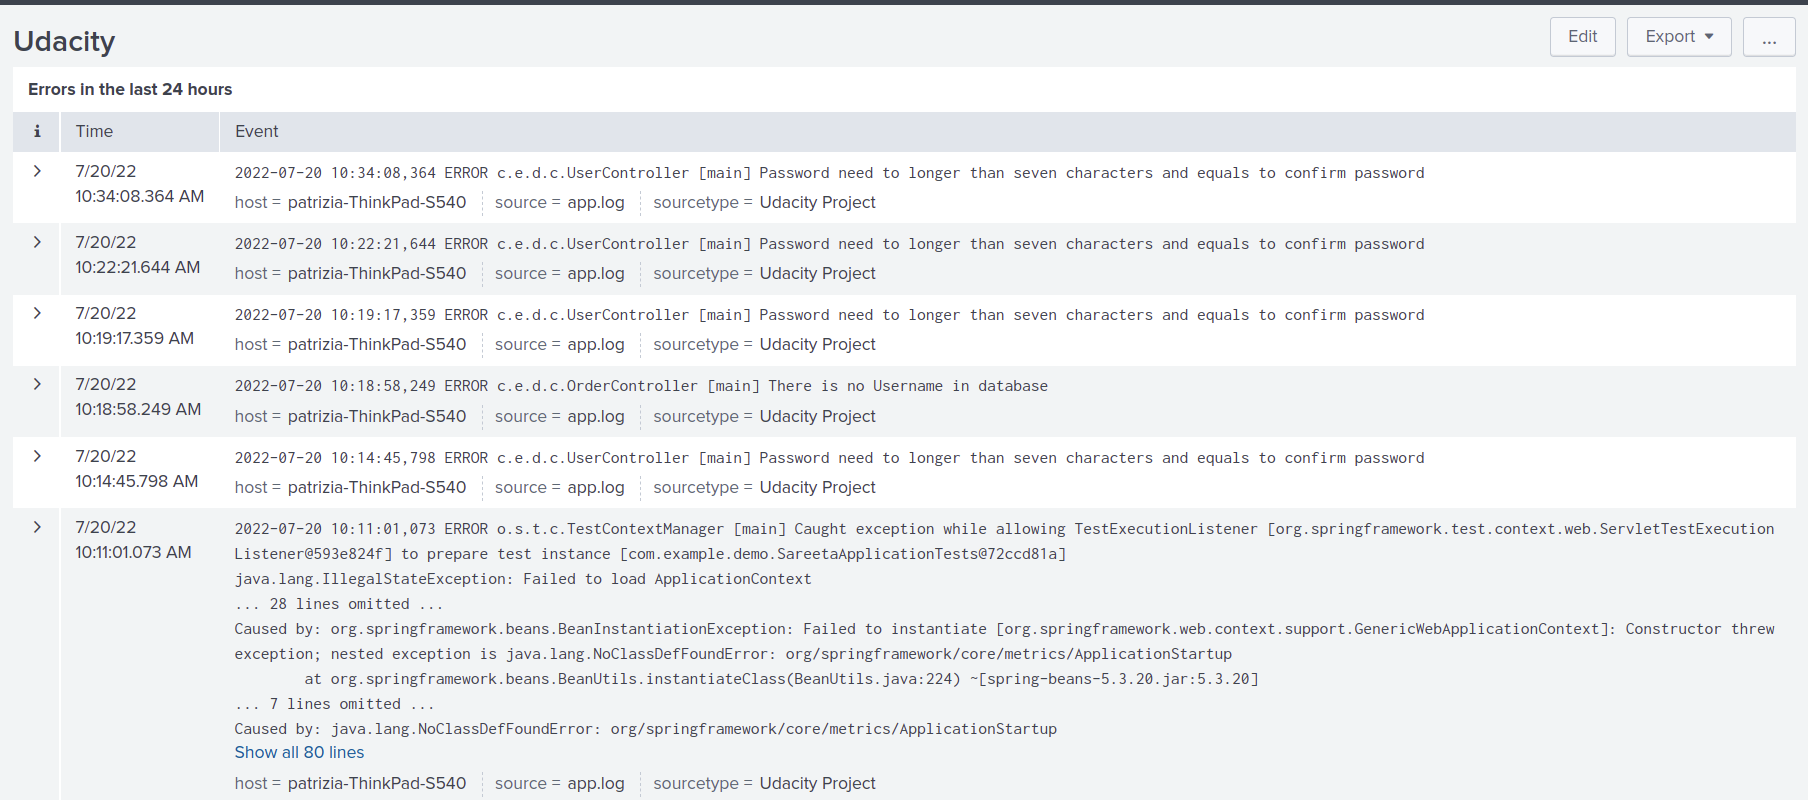 Udacity
Edit
Export
...
Errors in the last 24 hours
i Time Event
7/20/22
10:34:08.364 AM
2022-07-20 10:34:08,364 ERROR c.e.d.c.UserController [main] Password need to longer than seven characters and equals to confirm password
host = patrizia-ThinkPad-S540 source = app.log sourcetype = Udacity Project
7/20/22
10:22:21.644 AM
2022-07-20 10:22:21,644 ERROR c.e.d.c.UserController [main] Password need to longer than seven characters and equals to confirm password
host = patrizia-ThinkPad-S540 source = app.log sourcetype = Udacity Project
7/20/22
10:19:17.359 AM
2022-07-20 10:19:17,359 ERROR c.e.d.c.UserController [main] Password need to longer than seven characters and equals to confirm password
host = patrizia-ThinkPad-S540 source = app.log sourcetype = Udacity Project
7/20/22
10:18:58.249 AM
2022-07-20 10:18:58,249 ERROR c.e.d.c.OrderController [main] There is no Username in database
host = patrizia-ThinkPad-S540 source = app.log sourcetype = Udacity Project
7/20/22
10:14:45.798 AM
2022-07-20 10:14:45,798 ERROR c.e.d.c.UserController [main] Password need to longer than seven characters and equals to confirm password
host = patrizia-ThinkPad-S540 source = app.log sourcetype = Udacity Project
7/20/22
10:11:01.073 AM
2022-07-20 10:11:01,073 ERROR o.s.t.c.TestContextManager [main] Caught exception while allowing TestExecutionListener [org.springframework.test.context.web.ServletTestExecution
Listener@593e824f] to prepare test instance [com.example.demo.SareetaApplicationTests@72ccd81a]
java.lang.IllegalStateException: Failed to load ApplicationContext
... 28 lines omitted ...
Caused by: org.springframework.beans.BeanInstantiationException: Failed to instantiate [org.springframework.web.context.support.GenericWebApplicationContext]: Constructor threw
exception; nested exception is java.lang.NoClassDefFoundError: org/springframework/core/metrics/ApplicationStartup
at org.springframework.beans.BeanUtils.instantiateClass(BeanUtils.java:224) ~[spring-beans-5.3.20.jar:5.3.20]
... 7 lines omitted ...
Caused by: java.lang.NoClassDefFoundError: org/springframework/core/metrics/ApplicationStartup
Show all 80 lines
host = patrizia-ThinkPad-S540 source = app.log sourcetype = Udacity Project